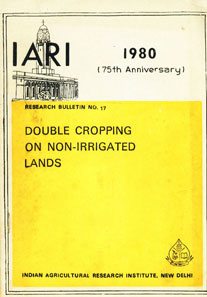 IARI
1980
(75th Anniversary)
RESEARCH BULLETIN NO. 17
DOUBLE CROPPING
ON NON-IRRIGATED
LANDS
INDIAN AGRICULTURAL RESEARCH INSTITUTE, NEW DELHI